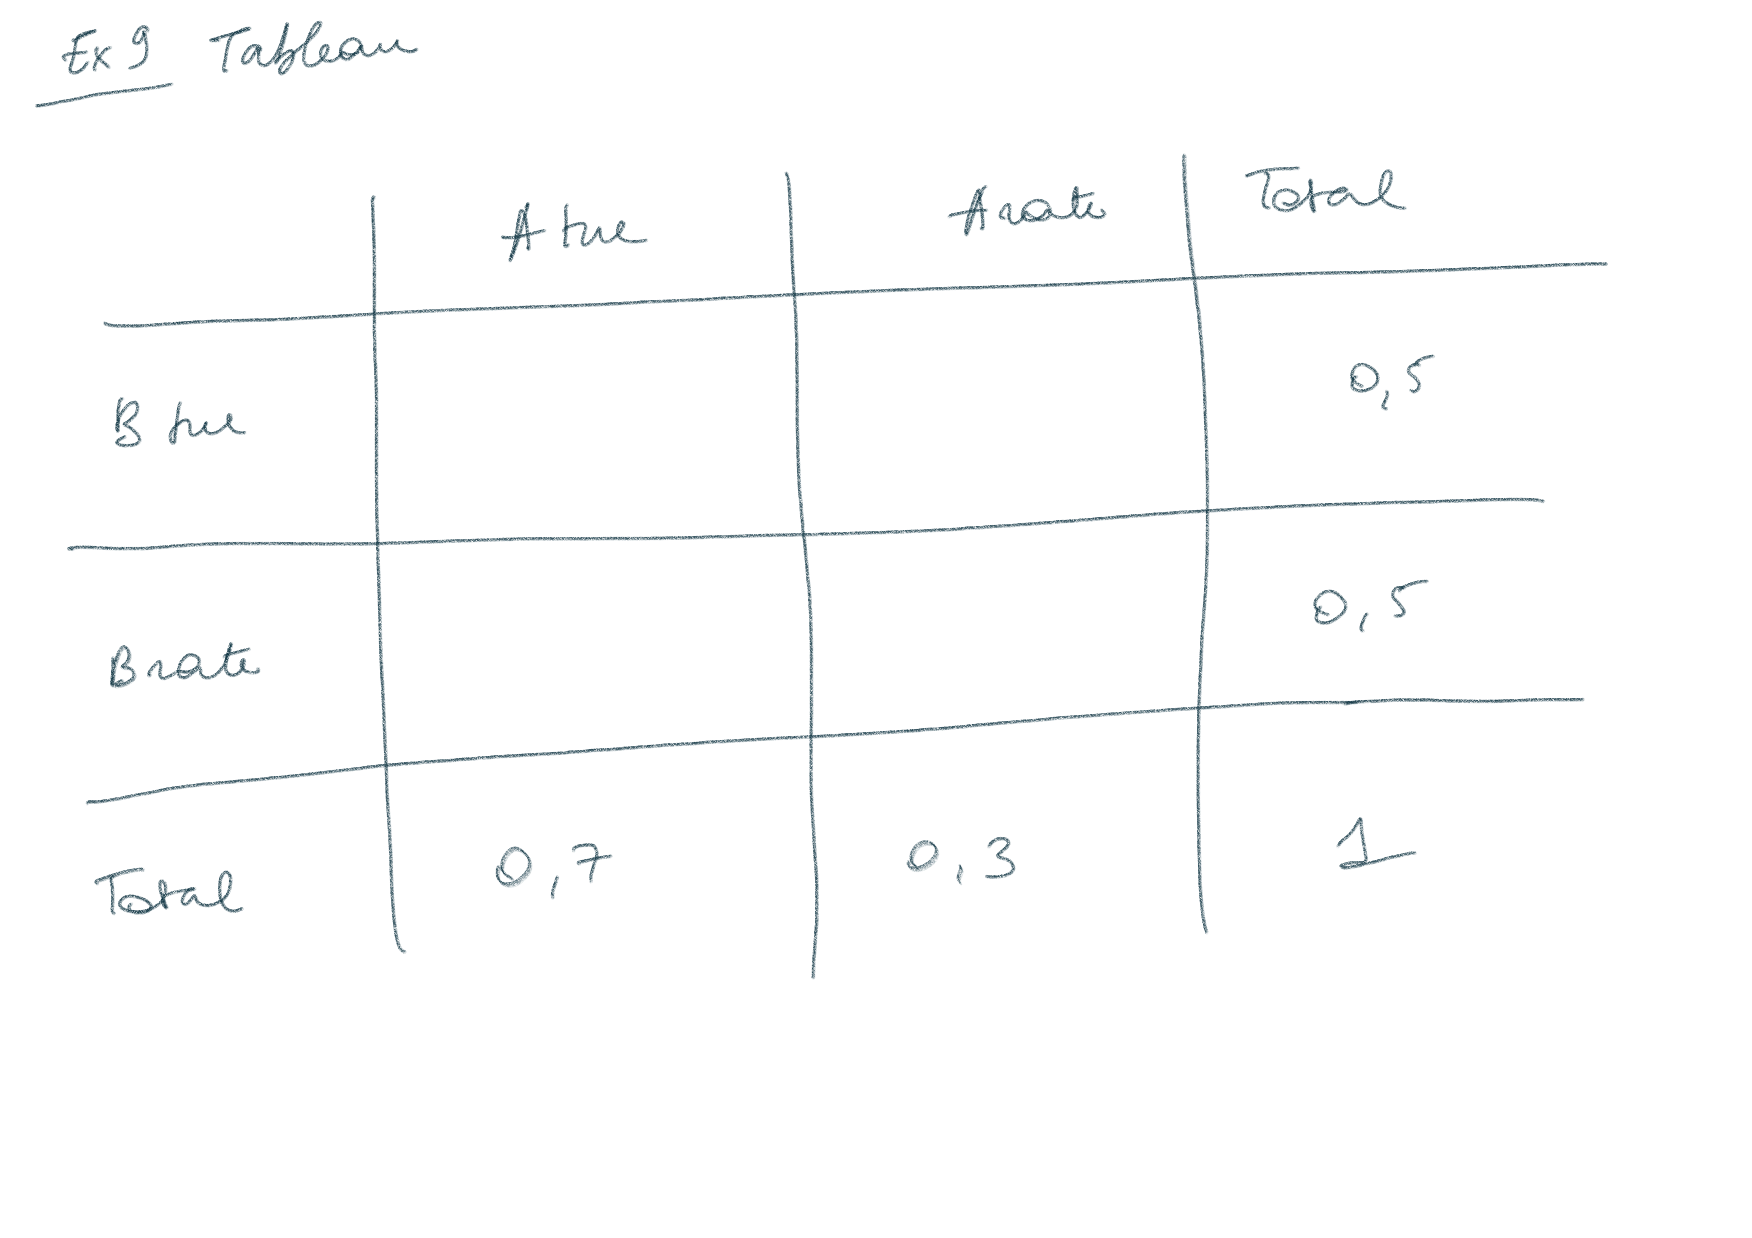 Ex 9 Tableau
A tue A rate Total
B tue 0,5
B rate 0,5
Total 0,7 0,3 1